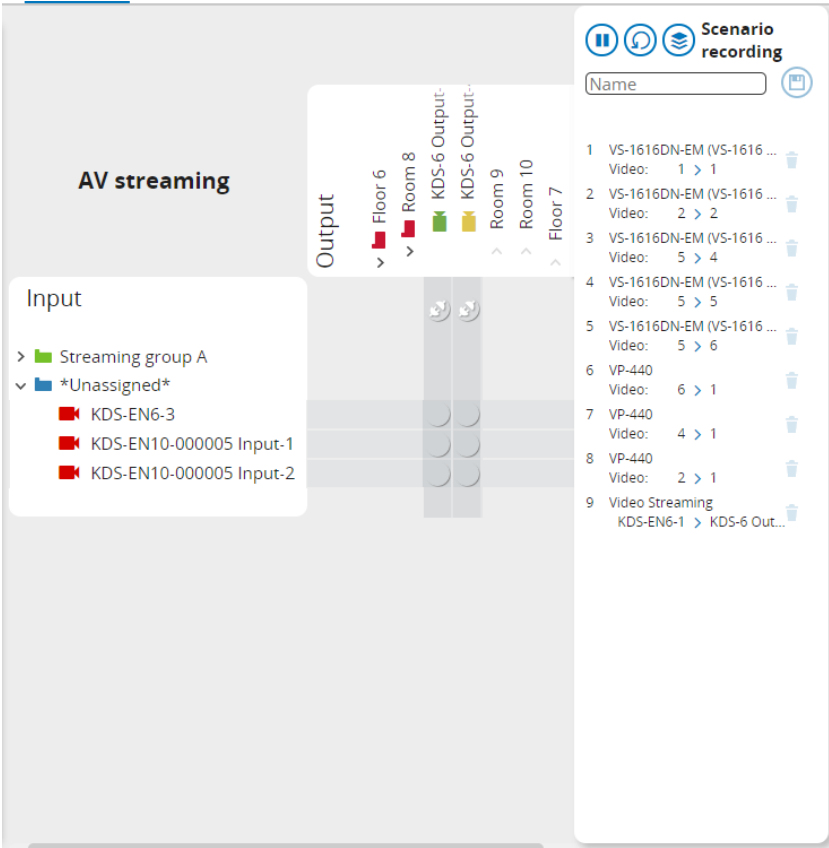 Scenario
recording
Name
AV streaming
Output
Floor 6
Room 8
KDS-6 Output-
KDS-6 Output-
Room 9
Room 10
Floor 7
Input
Streaming group A
*Unassigned*
KDS-EN6-3
KDS-EN10-000005 Input-1
KDS-EN10-000005 Input-2
1 VS-1616DN-EM (VS-1616 ...
Video: 1 > 1
2 VS-1616DN-EM (VS-1616 ...
Video: 2 > 2
3 VS-1616DN-EM (VS-1616 ...
Video: 5 > 4
4 VS-1616DN-EM (VS-1616 ...
Video: 5 > 5
5 VS-1616DN-EM (VS-1616 ...
Video: 5 > 6
6 VP-440
Video: 6 > 1
7 VP-440
Video: 4 > 1
8 VP-440
Video: 2 > 1
9 Video Streaming
KDS-EN6-1 > KDS-6 Out...